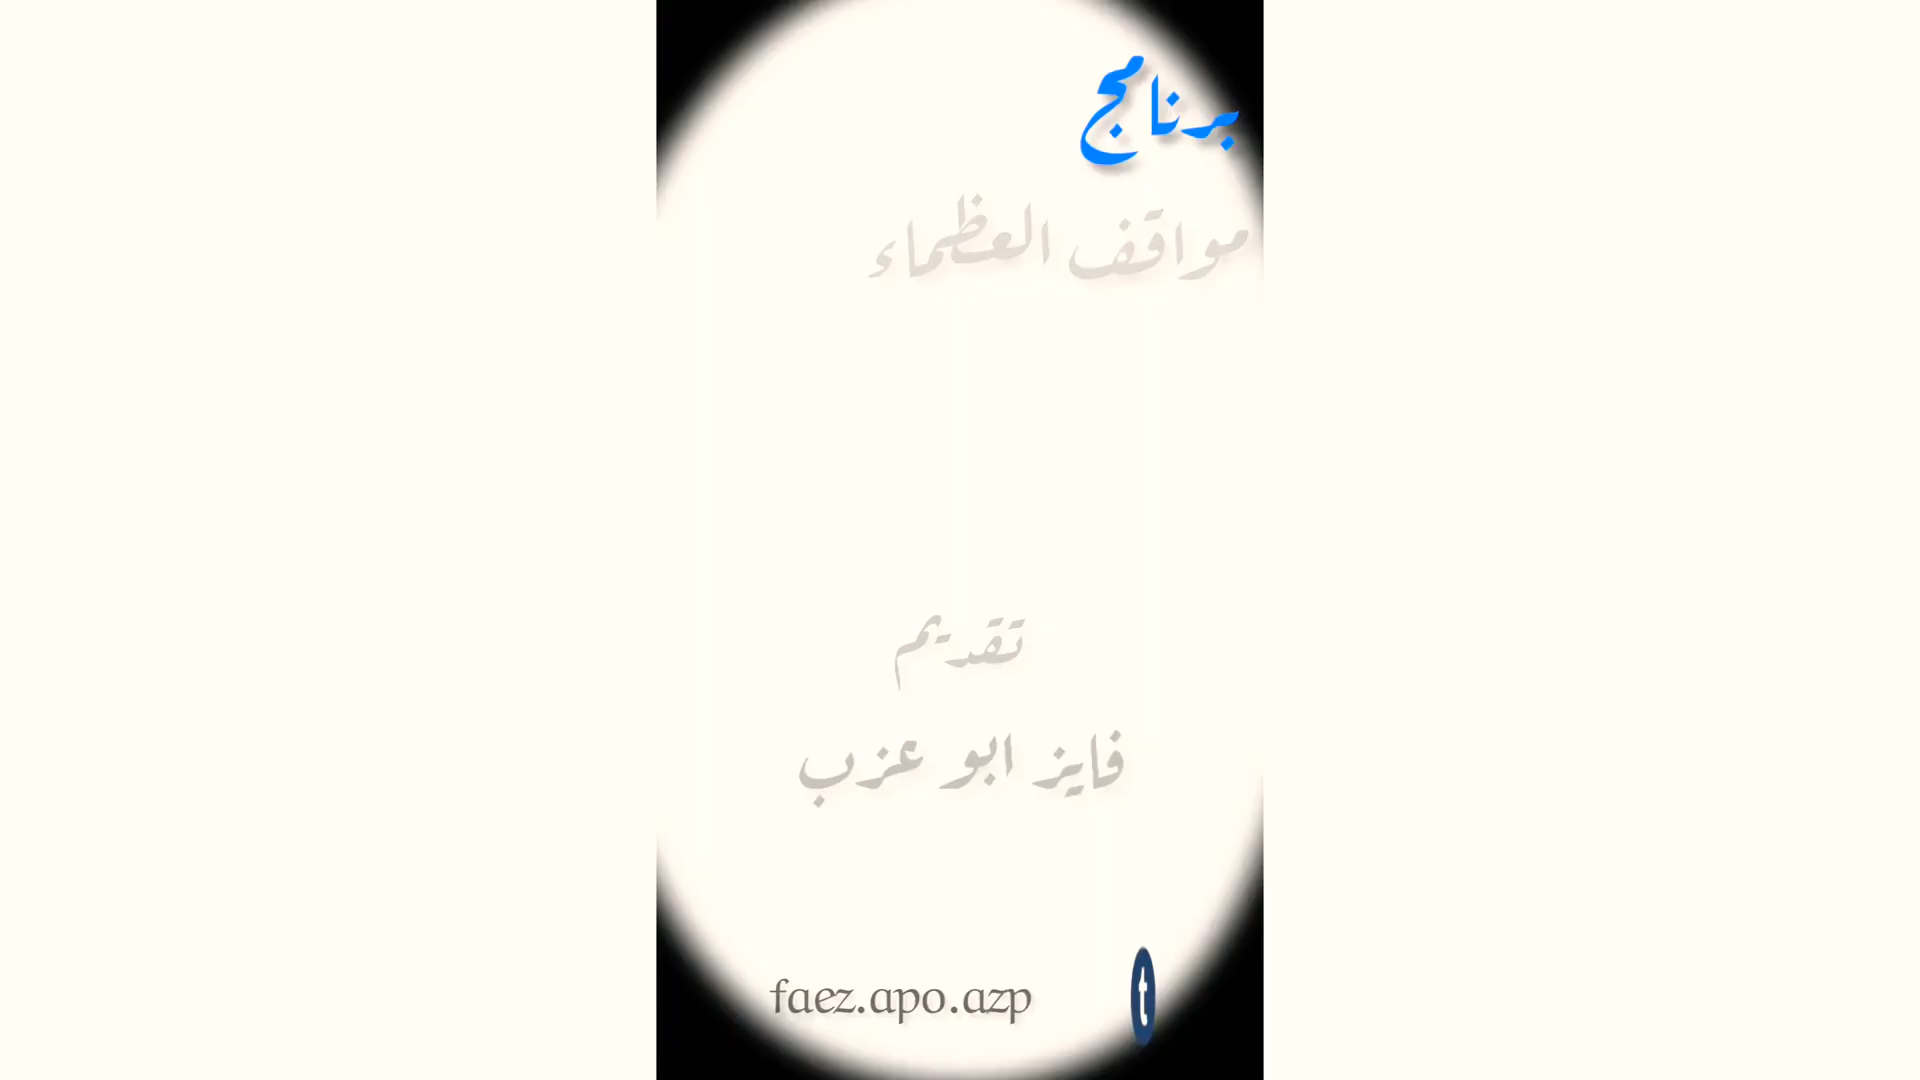 برنامج
مواقف العظماء
تقديم
فايز ابو عزب
faez.apo.azp
t